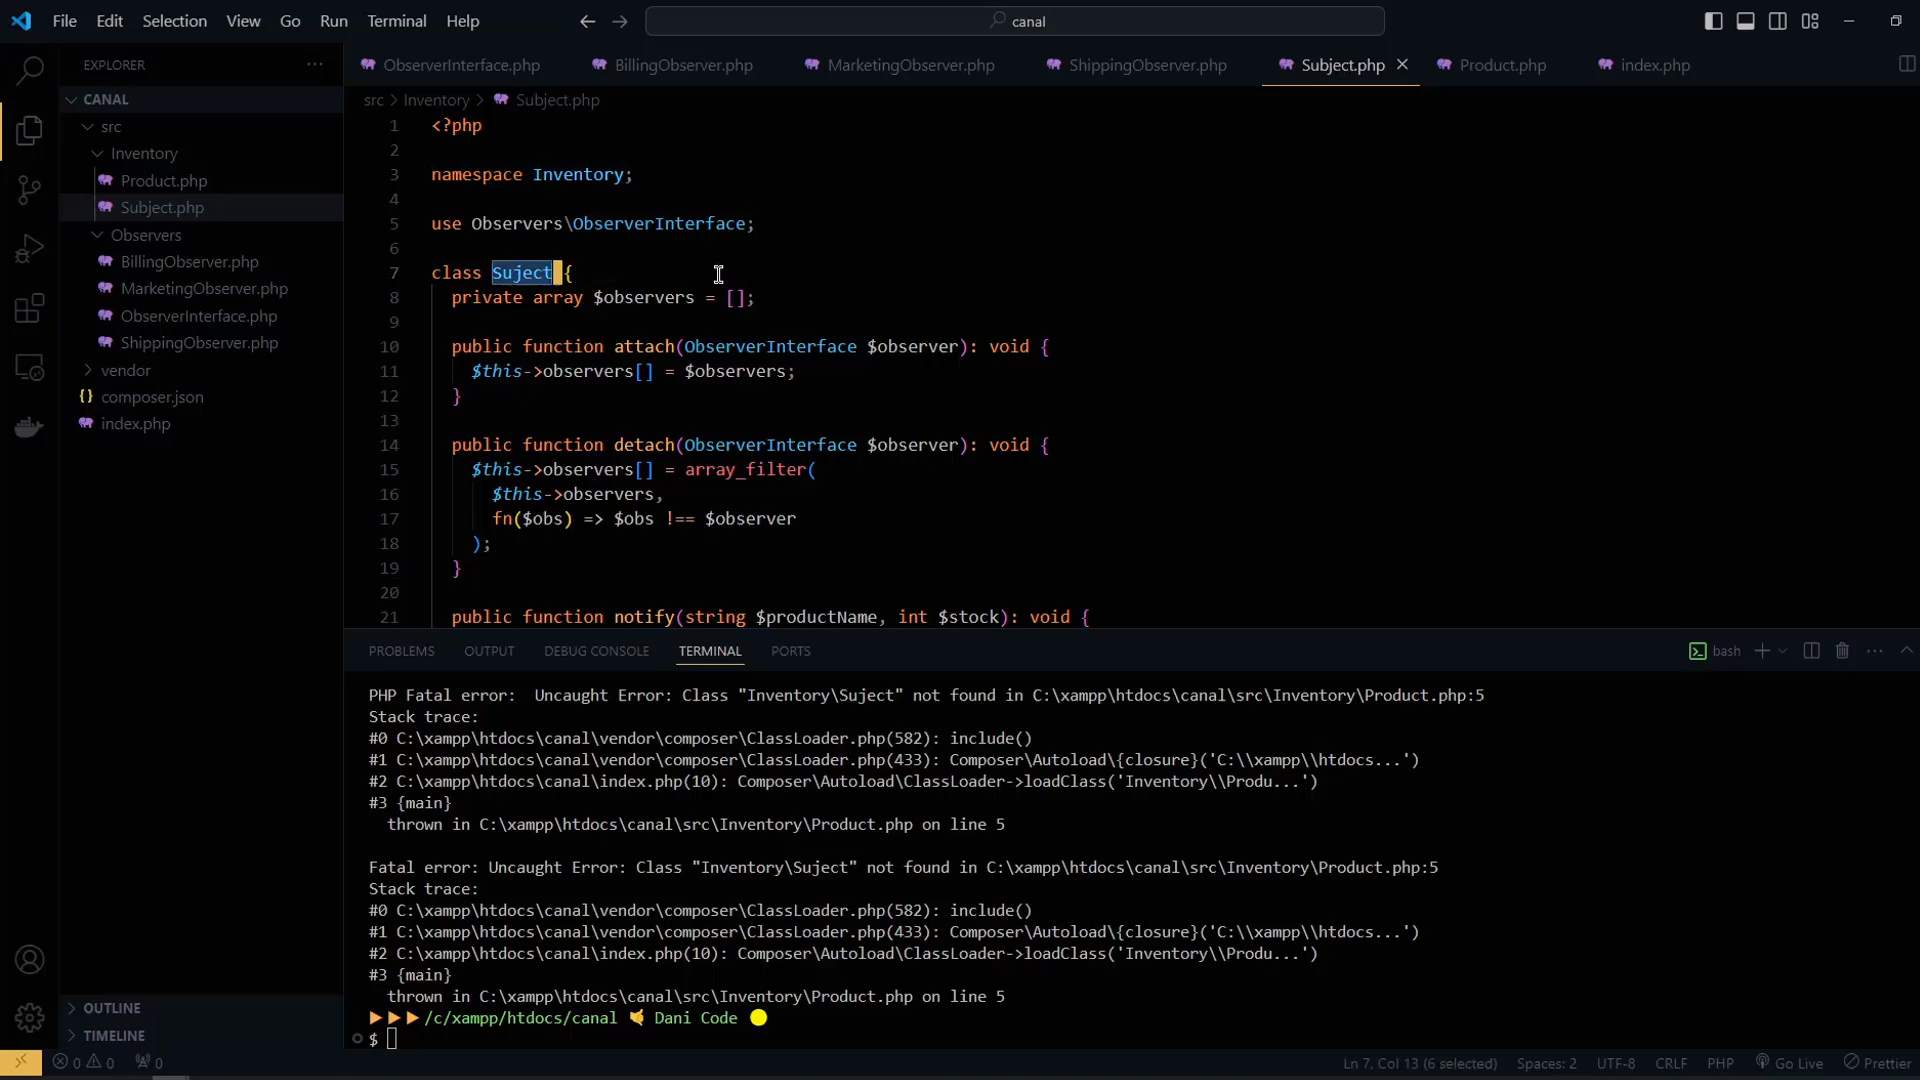 File Edit Selection View Go Run Terminal Help
canal
EXPLORER
CANAL
src
Inventory
Product.php
Subject.php
Observers
BillingObserver.php
MarketingObserver.php
ObserverInterface.php
ShippingObserver.php
vendor
composer.json
index.php
OUTLINE
TIMELINE
ObserverInterface.php BillingObserver.php MarketingObserver.php ShippingObserver.php Subject.php Product.php index.php
src > Inventory > Subject.php
1 <?php
2
3 namespace Inventory;
4
5 use Observers\ObserverInterface;
6
7 class Suject {
8 private array $observers = [];
9
10 public function attach(ObserverInterface $observer): void {
11 $this->observers[] = $observers;
12 }
13
14 public function detach(ObserverInterface $observer): void {
15 $this->observers[] = array_filter(
16 $this->observers,
17 fn($obs) => $obs !== $observer
18 );
19 }
20
21 public function notify(string $productName, int $stock): void {
PROBLEMS OUTPUT DEBUG CONSOLE TERMINAL PORTS
bash
PHP Fatal error:  Uncaught Error: Class "Inventory\Suject" not found in C:\xampp\htdocs\canal\src\Inventory\Product.php:5
Stack trace:
#0 C:\xampp\htdocs\canal\vendor\composer\ClassLoader.php(582): include()
#1 C:\xampp\htdocs\canal\vendor\composer\ClassLoader.php(433): Composer\Autoload\{closure}('C:\\xampp\\htdocs...')
#2 C:\xampp\htdocs\canal\index.php(10): Composer\Autoload\ClassLoader->loadClass('Inventory\\Produ...')
#3 {main}
thrown in C:\xampp\htdocs\canal\src\Inventory\Product.php on line 5
Fatal error: Uncaught Error: Class "Inventory\Suject" not found in C:\xampp\htdocs\canal\src\Inventory\Product.php:5
Stack trace:
#0 C:\xampp\htdocs\canal\vendor\composer\ClassLoader.php(582): include()
#1 C:\xampp\htdocs\canal\vendor\composer\ClassLoader.php(433): Composer\Autoload\{closure}('C:\\xampp\\htdocs...')
#2 C:\xampp\htdocs\canal\index.php(10): Composer\Autoload\ClassLoader->loadClass('Inventory\\Produ...')
#3 {main}
thrown in C:\xampp\htdocs\canal\src\Inventory\Product.php on line 5
/c/xampp/htdocs/canal Dani Code
$
0 0 0 Ln 7, Col 13 (6 selected) Spaces: 2 UTF-8 CRLF PHP Go Live Prettier